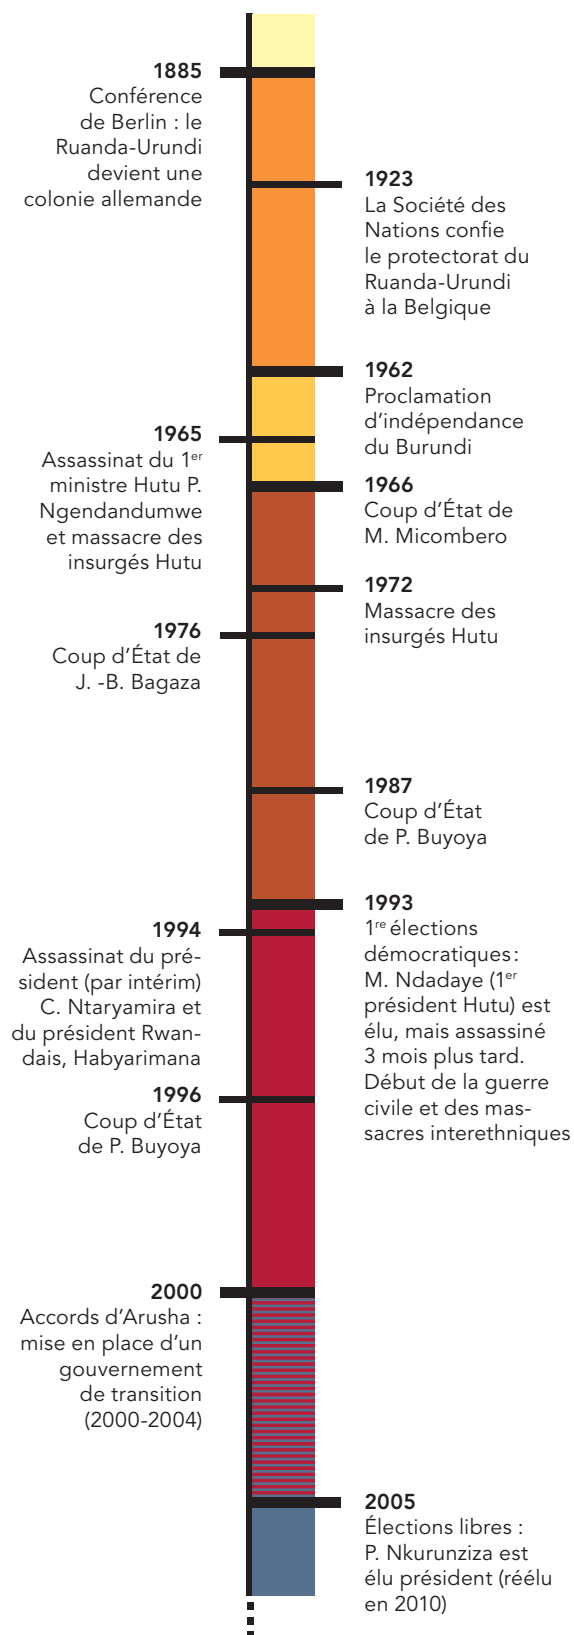 1885
Conférence
de Berlin : le
Ruanda-Urundi
devient une
colonie allemande
1923
La Société des
Nations confie
le protectorat du
Ruanda-Urundi
à la Belgique
1962
Proclamation
d’indépendance
du Burundi
1965
Assassinat du 1er
ministre Hutu P.
Ngendandumwe
et massacre des
insurgés Hutu
1966
Coup d’État de
M. Micombero
1972
Massacre des
insurgés Hutu
1976
Coup d’État de
J. -B. Bagaza
1987
Coup d’État
de P. Buyoya
1993
1re élections
démocratiques :
M. Ndadaye (1er
président Hutu) est
élu, mais assassiné
3 mois plus tard.
Début de la guerre
civile et des mas-
sacres interethniques
1994
Assassinat du pré-
sident (par intérim)
C. Ntaryamira et
du président Rwan-
dais, Habyarimana
1996
Coup d’État
de P. Buyoya
2000
Accords d’Arusha :
mise en place d’un
gouvernement
de transition
(2000-2004)
2005
Élections libres :
P. Nkurunziza est
élu président (réélu
en 2010)